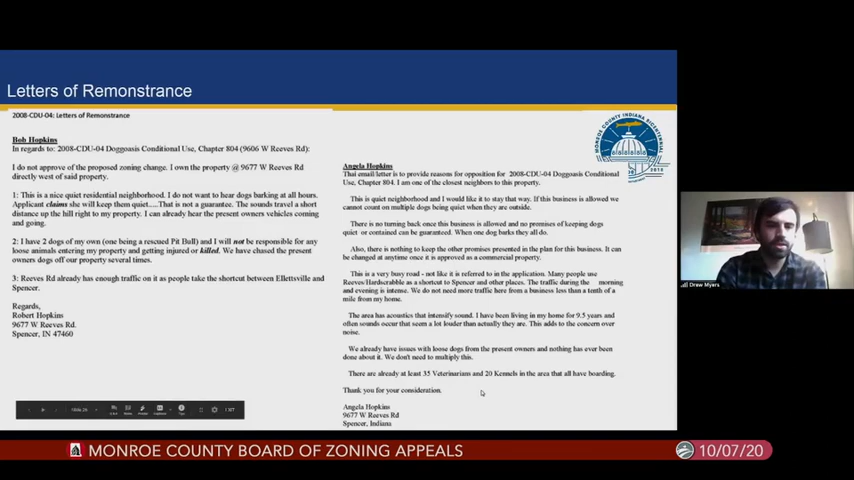 Letters of Remonstrance
2008-CDU-04: Letters of Remonstrance
Bob Hopkins
In regards to: 2008-CDU-04 Doggoasis Conditional Use, Chapter 804 (9606 W Reeves Rd):
I do not approve of the proposed zoning change. I own the property @ 9677 W Reeves Rd
directly west of said property.
1: This is a nice quiet residential neighborhood. I do not want to hear dogs barking at all hours.
Applicant claims she will keep them quiet.....That is not a guarantee. The sounds travel a short
distance up the hill right to my property. I can already hear the present owners vehicles coming
and going.
2: I have 2 dogs of my own (one being a rescued Pit Bull) and I will not be responsible for any
loose animals entering my property and getting injured or killed. We have chased the present
owners dogs off our property several times.
3: Reeves Rd already has enough traffic on it as people take the shortcut between Ellettsville and
Spencer.
Regards,
Robert Hopkins
9677 W Reeves Rd.
Spencer, IN 47460
Angela Hopkins
That email/letter is to provide reasons for opposition for 2008-CDU-04 Doggoasis Conditional
Use, Chapter 804. I am one of the closest neighbors to this property.
This is quiet neighborhood and I would like it to stay that way. If this business is allowed we
cannot count on multiple dogs being quiet when they are outside.
There is no turning back once this business is allowed and no promises of keeping dogs
quiet or contained can be guaranteed. When one dog barks they all do.
Also, there is nothing to keep the other promises presented in the plan for this business. It can
be changed at anytime once it is approved as a commercial property.
This is a very busy road - not like it is referred to in the application. Many people use
Reeves/Hardscrabble as a shortcut to Spencer and other places. The traffic during the morning
and evening is intense. We do not need more traffic here from a business less than a tenth of a
mile from my home.
The area has acoustics that intensify sound. I have been living in my home for 9.5 years and
often sounds occur that seem a lot louder than actually they are. This adds to the concern over
noise.
We already have issues with loose dogs from the present owners and nothing has ever been
done about it. We don't need to multiply this.
There are already at least 35 Veterinarians and 20 Kennels in the area that all have boarding.
Thank you for your consideration.
Angela Hopkins
9677 W Reeves Rd
Spencer, Indiana
MONROE COUNTY INDIANA BICENTENNIAL
Drew Myers
MONROE COUNTY BOARD OF ZONING APPEALS
10/07/20